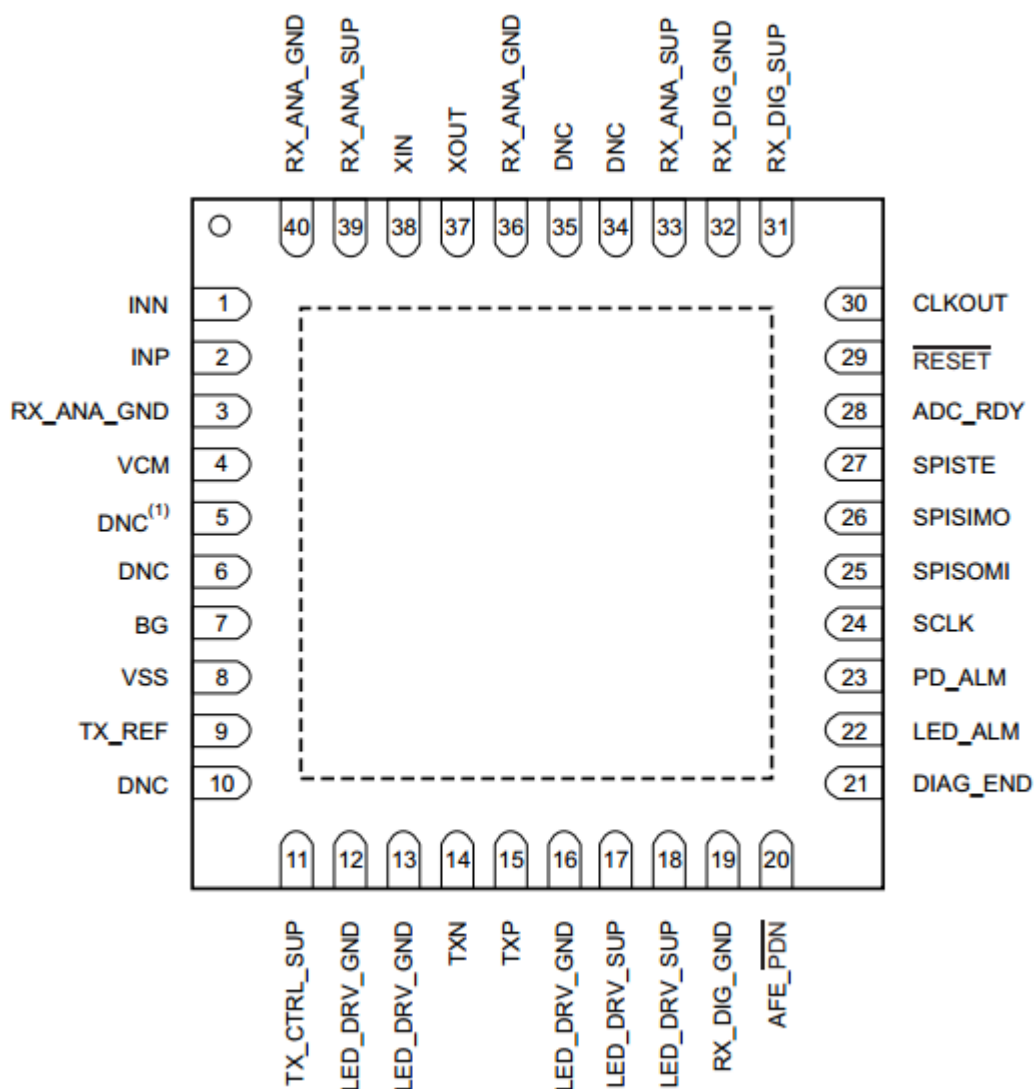 RX_ANA_GND
RX_ANA_SUP
XIN
XOUT
RX_ANA_GND
DNC
DNC
RX_ANA_SUP
RX_DIG_GND
RX_DIG_SUP
40 39 38 37 36 35 34 33 32 31
INN 1 30 CLKOUT
INP 2 29 RESET
RX_ANA_GND 3 28 ADC_RDY
VCM 4 27 SPISTE
DNC(1) 5 26 SPISIMO
DNC 6 25 SPISOMI
BG 7 24 SCLK
VSS 8 23 PD_ALM
TX_REF 9 22 LED_ALM
DNC 10 21 DIAG_END
11 12 13 14 15 16 17 18 19 20
TX_CTRL_SUP
LED_DRV_GND
LED_DRV_GND
TXN
TXP
LED_DRV_GND
LED_DRV_SUP
LED_DRV_SUP
RX_DIG_GND
AFE_PDN